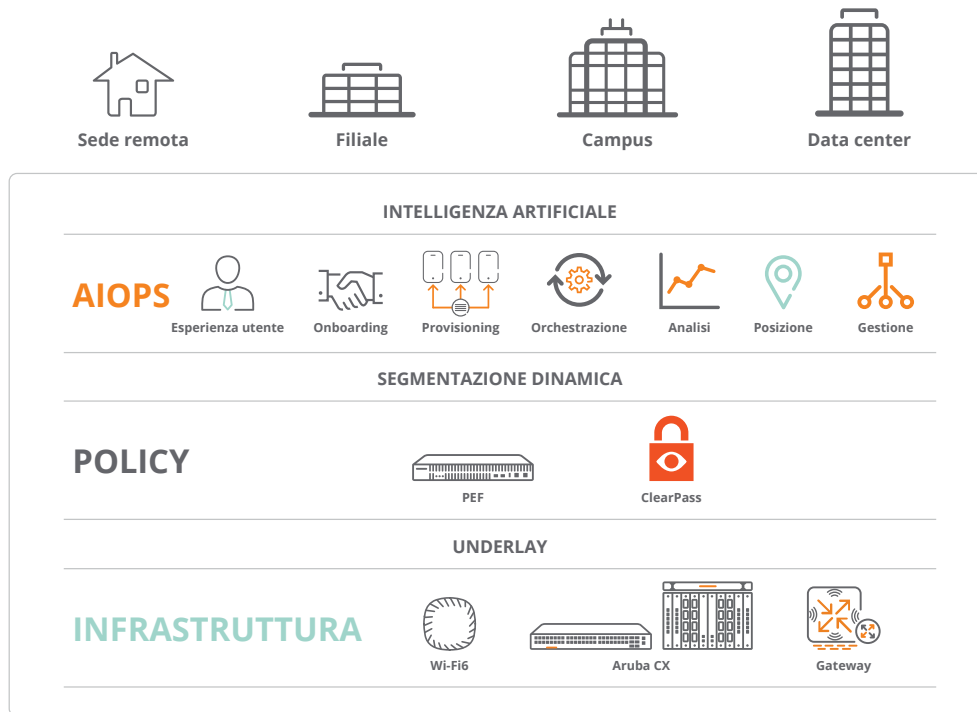 Sede remota
Filiale
Campus
Data center
INTELLIGENZA ARTIFICIALE
AIOPS
Esperienza utente
Onboarding
Provisioning
Orchestrazione
Analisi
Posizione
Gestione
SEGMENTAZIONE DINAMICA
POLICY
PEF
ClearPass
UNDERLAY
INFRASTRUTTURA
Wi-Fi6
Aruba CX
Gateway